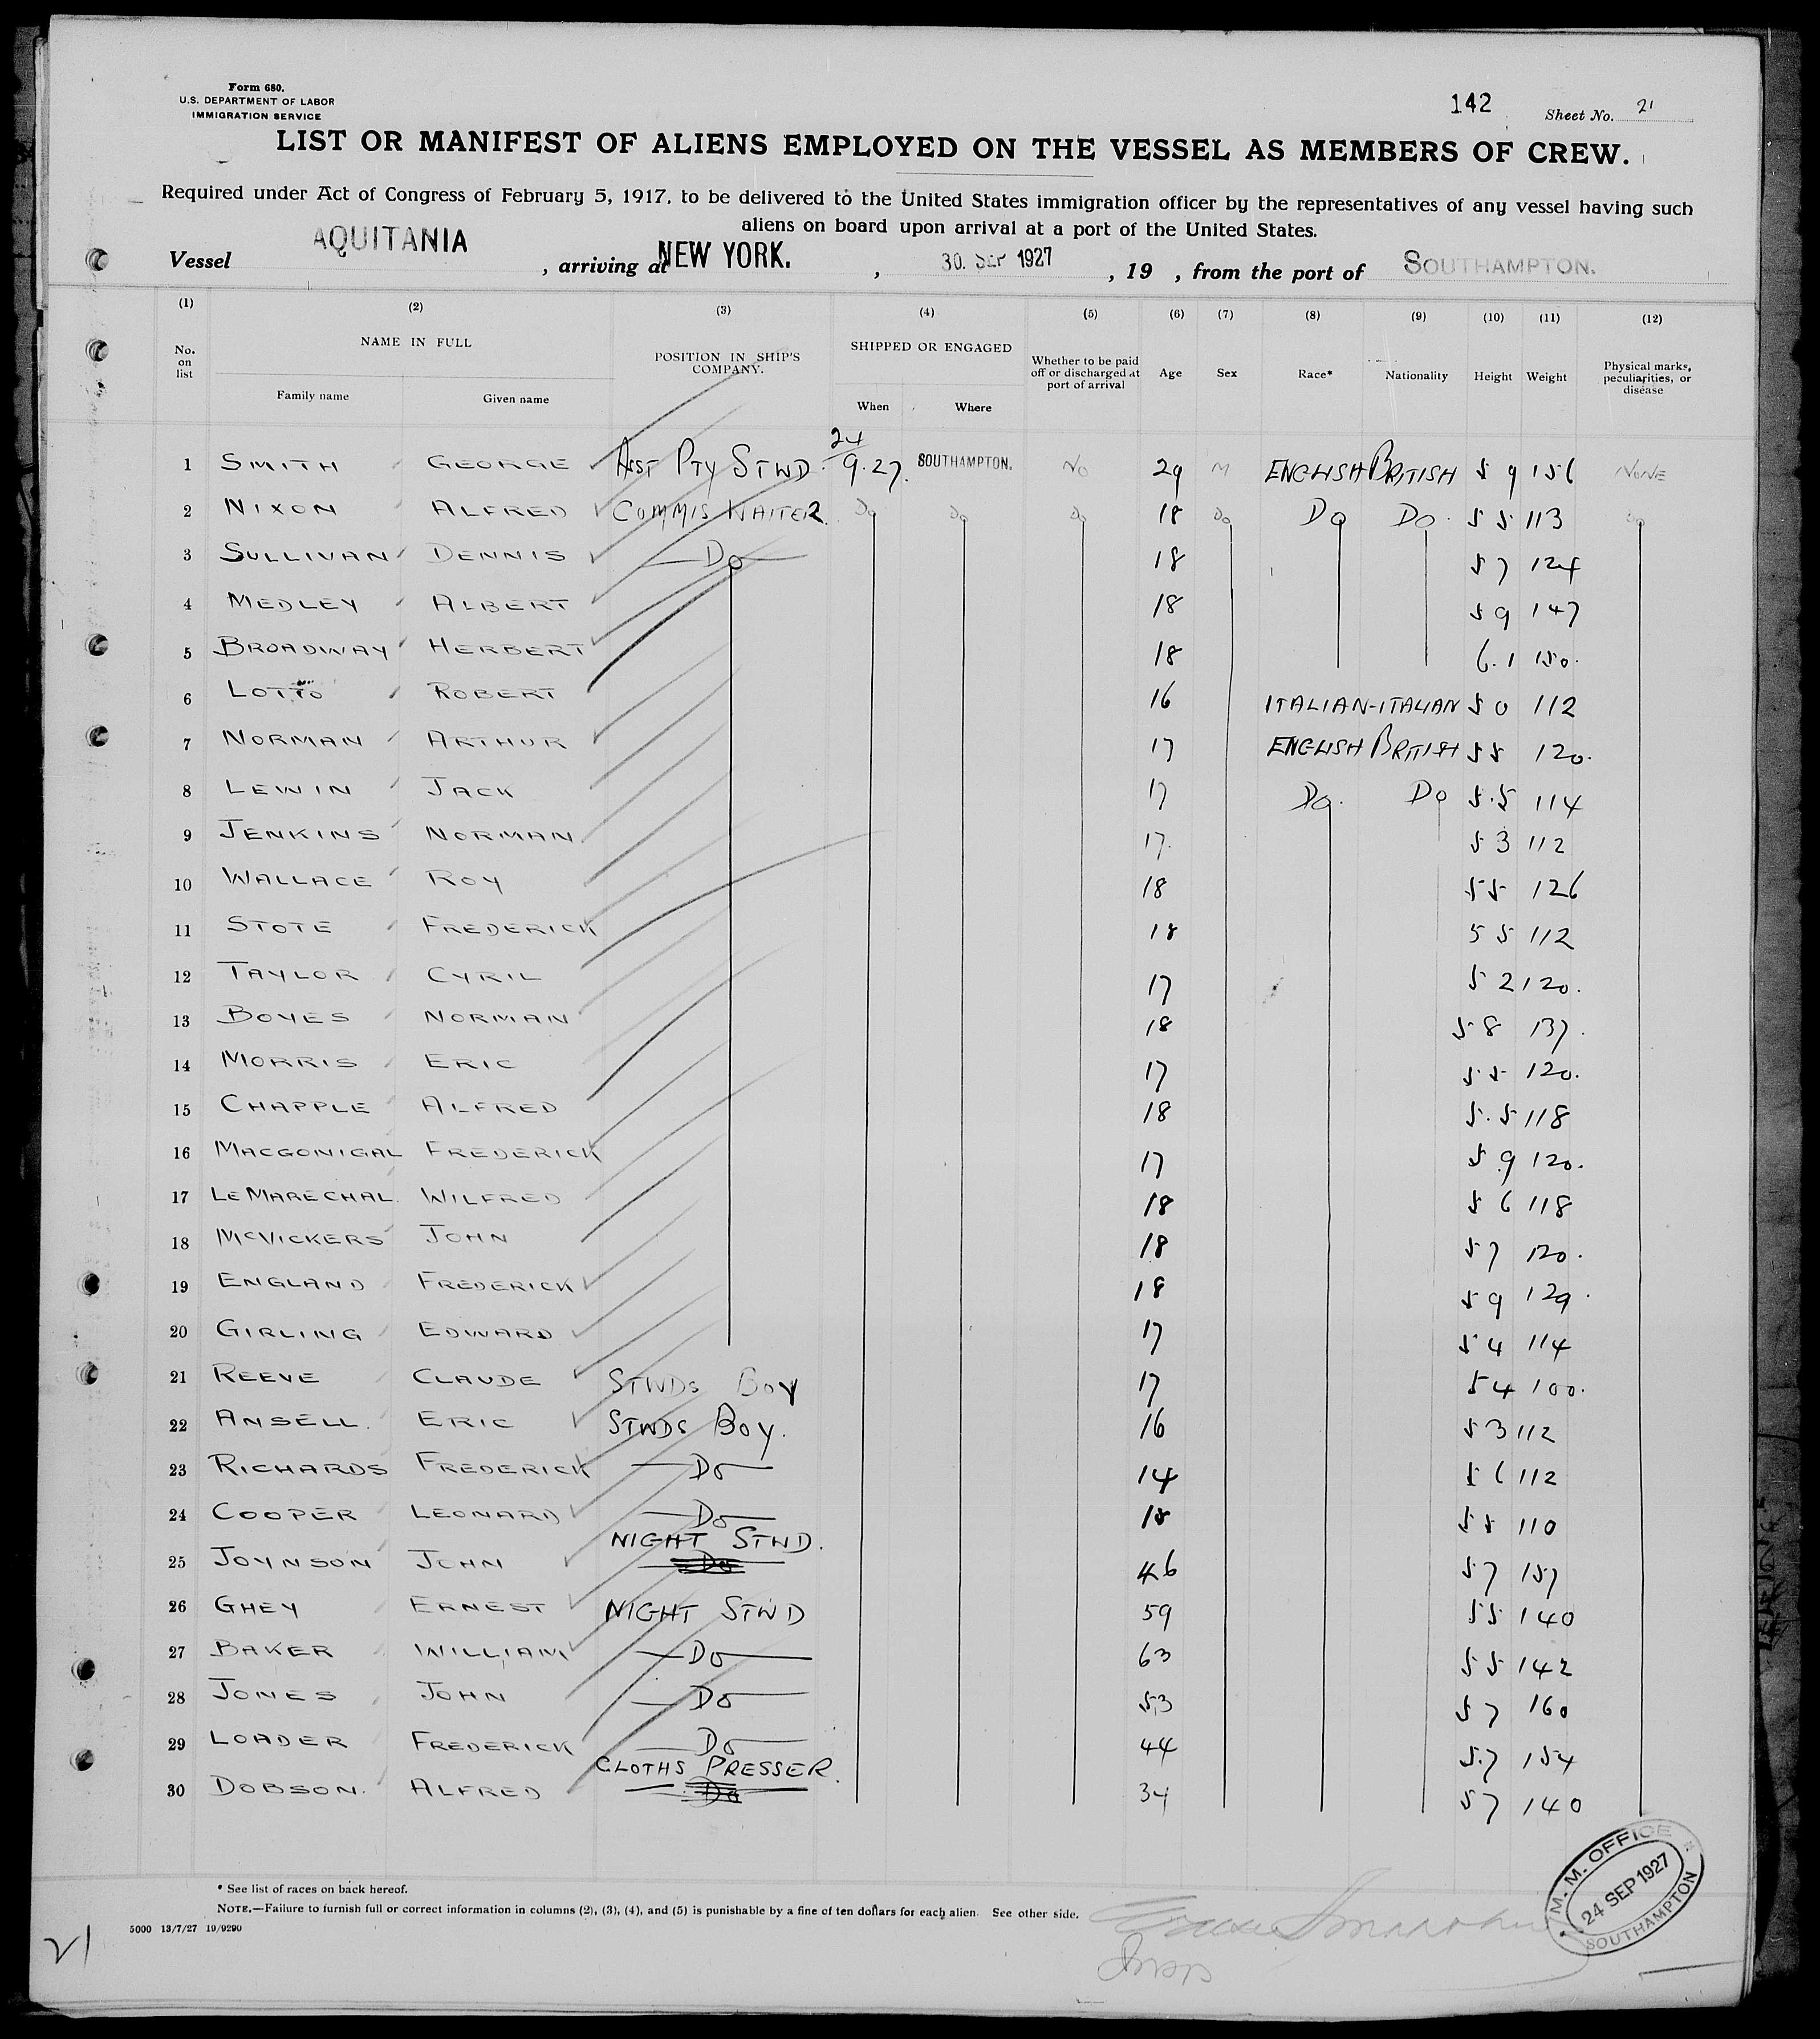 Form 680.
U.S. DEPARTMENT OF LABOR
IMMIGRATION SERVICE
142 Sheet No. 21
LIST OR MANIFEST OF ALIENS EMPLOYED ON THE VESSEL AS MEMBERS OF CREW.
Required under Act of Congress of February 5, 1917, to be delivered to the United States immigration officer by the representatives of any vessel having such
aliens on board upon arrival at a port of the United States.
Vessel AQUITANIA, arriving at NEW YORK., 30. SEP 1927, 19 , from the port of SOUTHAMPTON.
(1) (2) (3) (4) (5) (6) (7) (8) (9) (10) (11) (12)
No. on list NAME IN FULL POSITION IN SHIP'S COMPANY. SHIPPED OR ENGAGED Whether to be paid off or discharged at port of arrival Age Sex Race* Nationality Height Weight Physical marks, peculiarities, or disease
Family name Given name When Where
1 SMITH GEORGE ASST PTY STWD. 24/9.27. SOUTHAMPTON. NO 29 M ENGLISH BRITISH 5 9 156 NONE
2 NIXON ALFRED COMMIS WAITER Do Do Do 18 Do Do Do. 5 5 113 Do
3 SULLIVAN DENNIS Do 18 5 7 124
4 MEDLEY ALBERT 18 5 9 147
5 BROADWAY HERBERT 18 6.1 150.
6 LOTTO ROBERT 16 ITALIAN-ITALIAN 5 0 112
7 NORMAN ARTHUR 17 ENGLISH BRITISH 5 5 120.
8 LEWIN JACK 17 Do. Do 5.5 114
9 JENKINS NORMAN 17. 5 3 112
10 WALLACE ROY 18 5 5 126
11 STOTE FREDERICK 18 5 5 112
12 TAYLOR CYRIL 17 5 2 120.
13 BOYES NORMAN 18 5 8 137.
14 MORRIS ERIC 17 5.5 120.
15 CHAPPLE ALFRED 18 5.5 118
16 MACGONIGAL FREDERICK 17 5 9 120.
17 LE MARECHAL. WILFRED 18 5 6 118
18 McVICKERS JOHN 18 5 7 120.
19 ENGLAND FREDERICK 18 5 9 129.
20 GIRLING EDWARD 17 5 4 114
21 REEVE CLAUDE STWDS BOY 17 5 4 100.
22 ANSELL. ERIC STWDS BOY. 16 5 3 112
23 RICHARDS FREDERICK Do 14 5 6 112
24 COOPER LEONARD Do 18 5 5 110
NIGHT STWD.
25 JOYNSON JOHN Do 46 5.7 157
26 GHEY ERNEST NIGHT STWD 59 5 5 140
27 BAKER WILLIAM Do 63 5 5 142
28 JONES JOHN Do 53 5 7 160
29 LOADER FREDERICK Do 44 5.7 154
CLOTHS PRESSER.
30 DOBSON. ALFRED Do 34 5 7 140
* See list of races on back hereof.
NOTE.—Failure to furnish full or correct information in columns (2), (3), (4), and (5) is punishable by a fine of ten dollars for each alien. See other side.
5000 13/7/27 19/9290
21
Insp
M. M. OFFICE
24 SEP 1927
SOUTHAMPTON